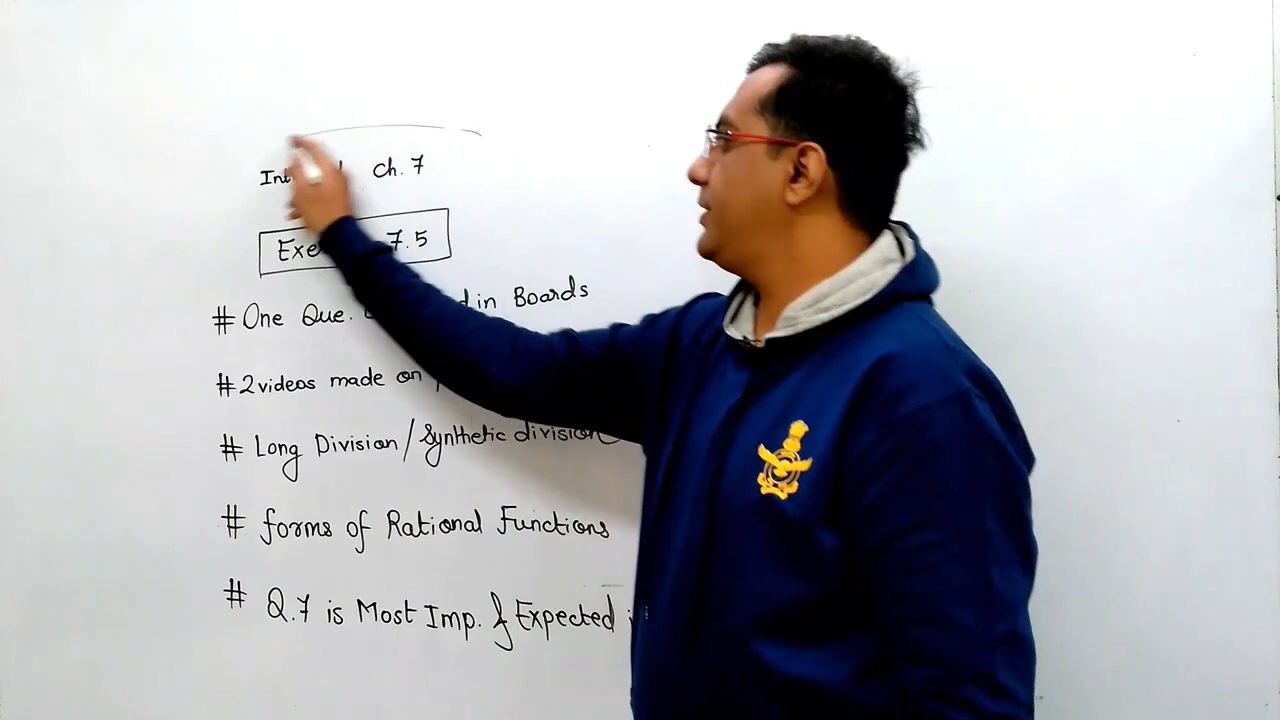 Ch. 7
7.5
# One Que. in Boards
# 2 videos made on
# Long Division/Synthetic division
# forms of Rational Functions
# Q.7 is Most Imp. & Expected